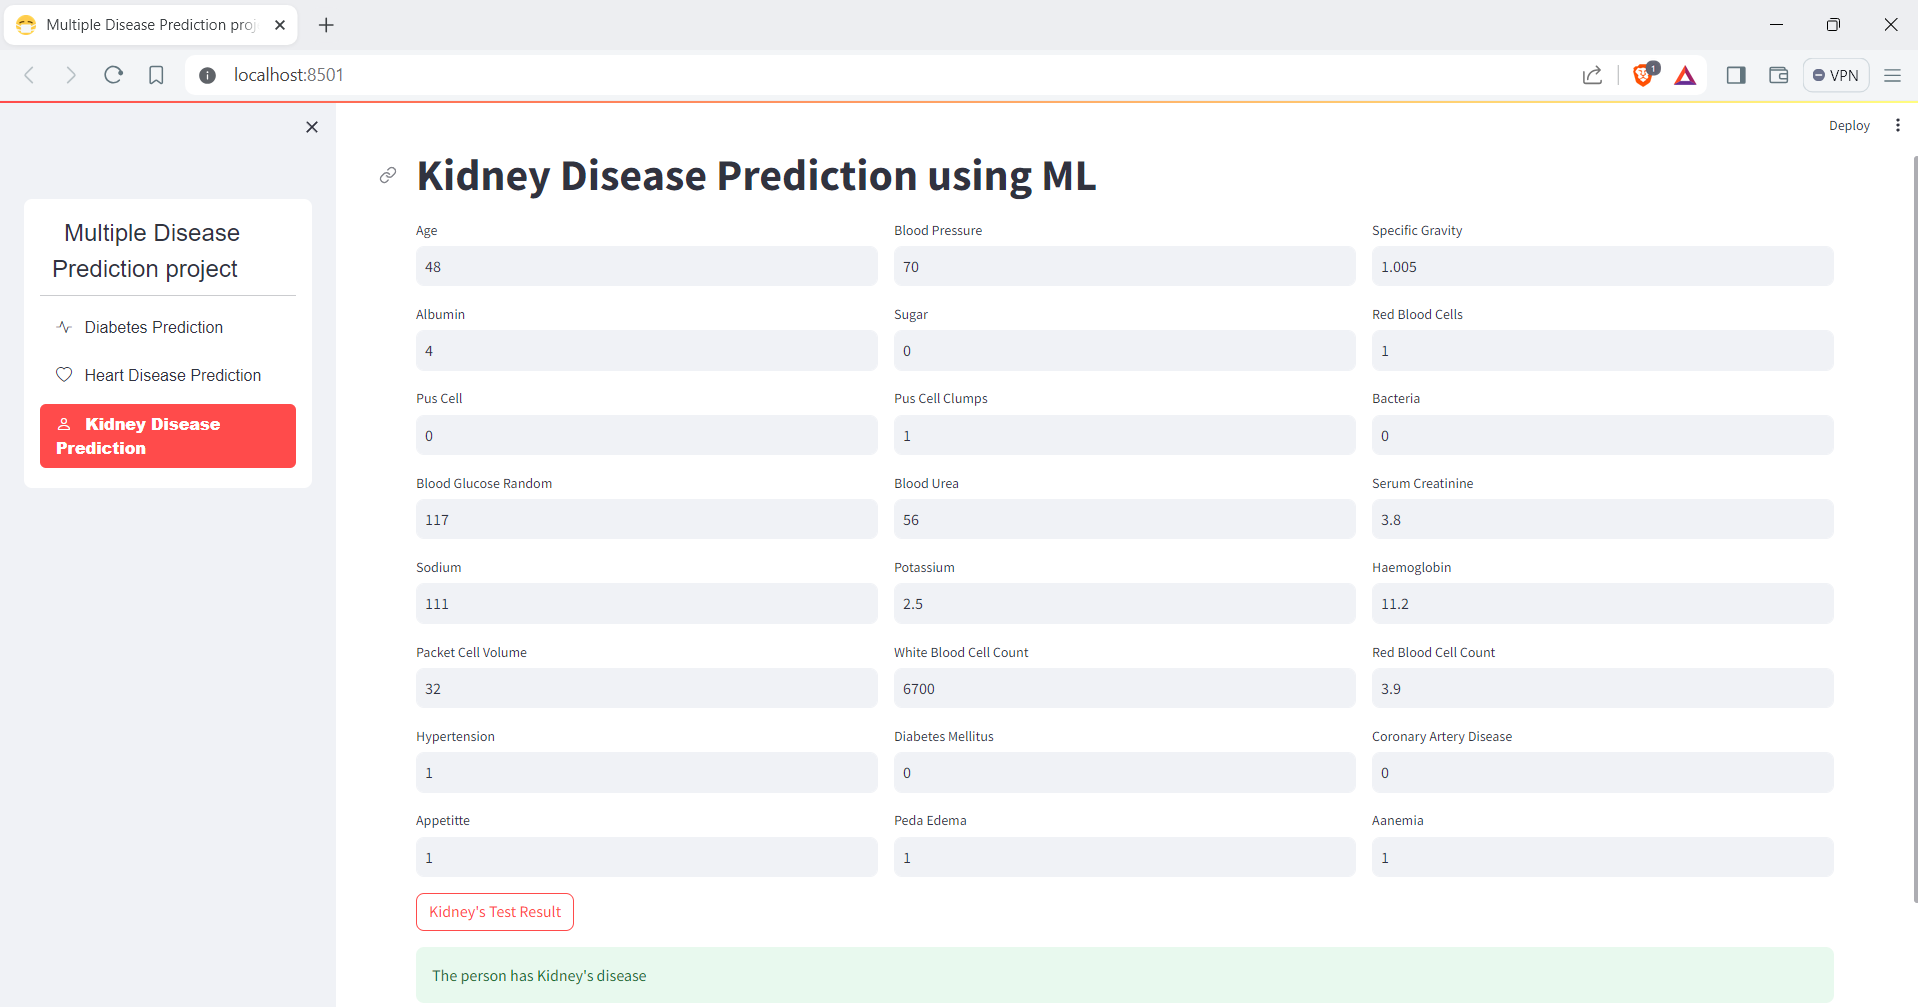 Multiple Disease Prediction proj
localhost:8501
1
VPN
Deploy
Multiple Disease
Prediction project
Diabetes Prediction
Heart Disease Prediction
Kidney Disease
Prediction
Kidney Disease Prediction using ML
Age
Blood Pressure
Specific Gravity
48
70
1.005
Albumin
Sugar
Red Blood Cells
4
0
1
Pus Cell
Pus Cell Clumps
Bacteria
0
1
0
Blood Glucose Random
Blood Urea
Serum Creatinine
117
56
3.8
Sodium
Potassium
Haemoglobin
111
2.5
11.2
Packet Cell Volume
White Blood Cell Count
Red Blood Cell Count
32
6700
3.9
Hypertension
Diabetes Mellitus
Coronary Artery Disease
1
0
0
Appetitte
Peda Edema
Aanemia
1
1
1
Kidney's Test Result
The person has Kidney's disease